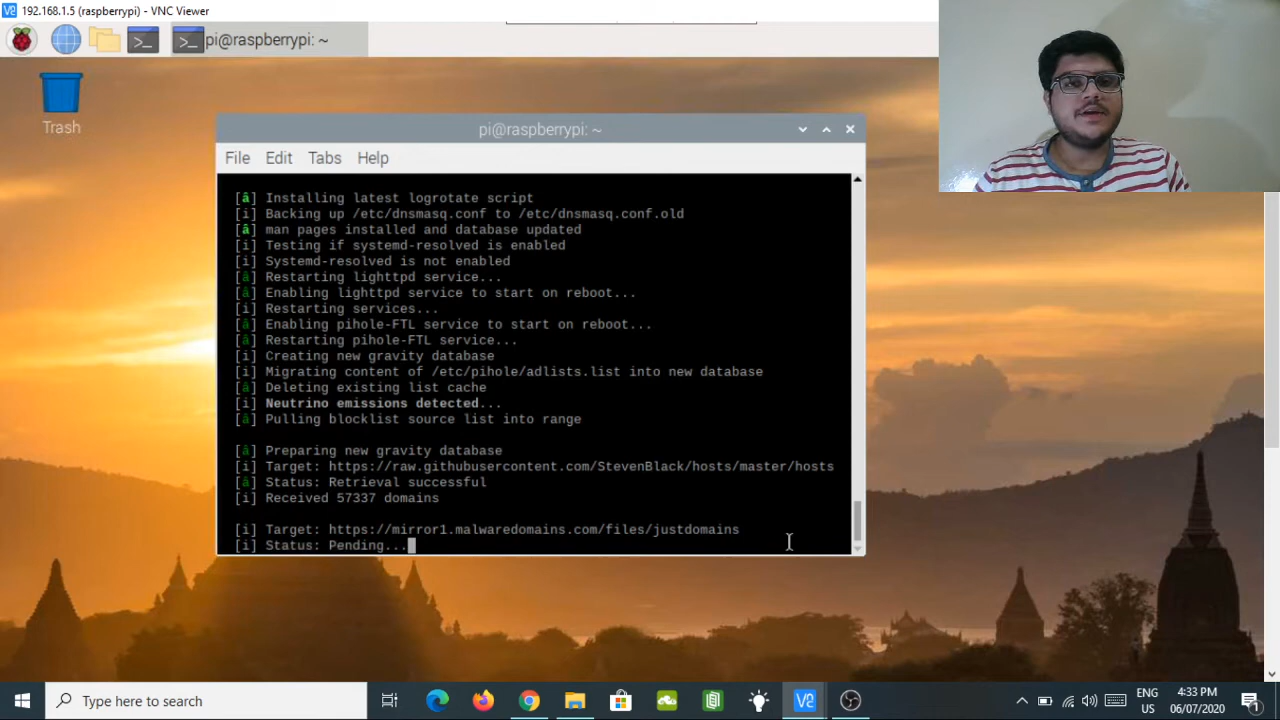 192.168.1.5 (raspberrypi) - VNC Viewer
pi@raspberrypi: ~
Trash
pi@raspberrypi: ~
File Edit Tabs Help
[â] Installing latest logrotate script
[i] Backing up /etc/dnsmasq.conf to /etc/dnsmasq.conf.old
[â] man pages installed and database updated
[i] Testing if systemd-resolved is enabled
[i] Systemd-resolved is not enabled
[â] Restarting lighttpd service...
[â] Enabling lighttpd service to start on reboot...
[i] Restarting services...
[â] Enabling pihole-FTL service to start on reboot...
[â] Restarting pihole-FTL service...
[i] Creating new gravity database
[i] Migrating content of /etc/pihole/adlists.list into new database
[â] Deleting existing list cache
[i] Neutrino emissions detected...
[â] Pulling blocklist source list into range
[â] Preparing new gravity database
[i] Target: https://raw.githubusercontent.com/StevenBlack/hosts/master/hosts
[â] Status: Retrieval successful
[i] Received 57337 domains
[i] Target: https://mirror1.malwaredomains.com/files/justdomains
[i] Status: Pending...
Type here to search
ENG
US
4:33 PM
06/07/2020